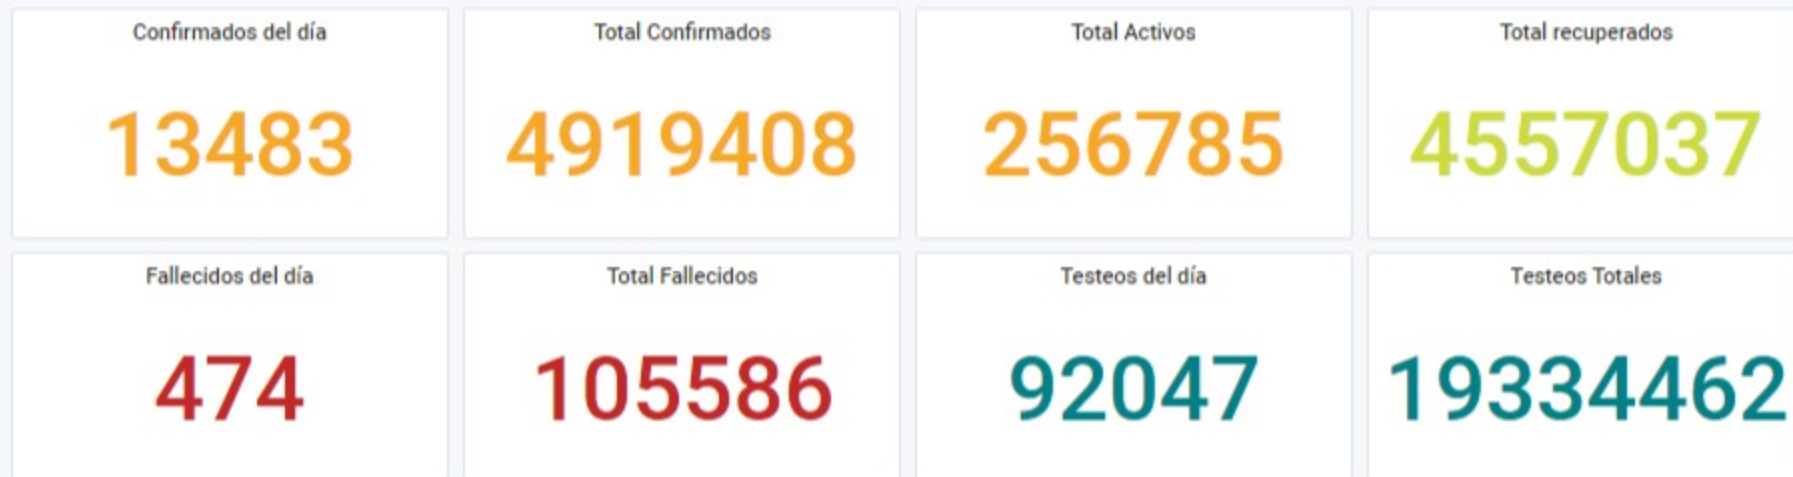 Confirmados del día
13483
Total Confirmados
4919408
Total Activos
256785
Total recuperados
4557037
Fallecidos del día
474
Total Fallecidos
105586
Testeos del día
92047
Testeos Totales
19334462